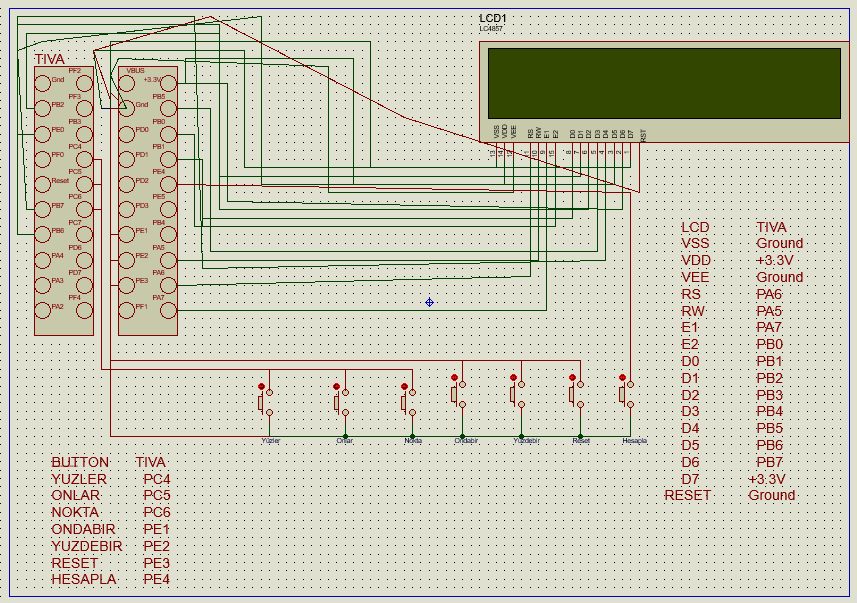 LCD1
LC4857
TIVA
PF2
VBUS
Gnd
+3.3V
PF3
PB5
PB2
Gnd
PB3
PB0
PE0
PD0
PC4
PB1
PF0
PD1
PC5
PE4
Reset
PD2
PC6
PE5
PB7
PD3
PC7
PB4
PB6
PE1
PD6
PA5
PA4
PE2
PD7
PA6
PA3
PE3
PF4
PA7
PA2
PF1
VSS VDD VEE RS RW E1 E2 D0 D1 D2 D3 D4 D5 D6 D7 RST
LCD TIVA
VSS Ground
VDD +3.3V
VEE Ground
RS PA6
RW PA5
E1 PA7
E2 PB0
D0 PB1
D1 PB2
D2 PB3
D3 PB4
D4 PB5
D5 PB6
D6 PB7
D7 +3.3V
RESET Ground
Yüzler Onlar Nokta Ondabir Yüzdebir Reset Hesapla
BUTTON TIVA
YUZLER PC4
ONLAR PC5
NOKTA PC6
ONDABIR PE1
YUZDEBIR PE2
RESET PE3
HESAPLA PE4